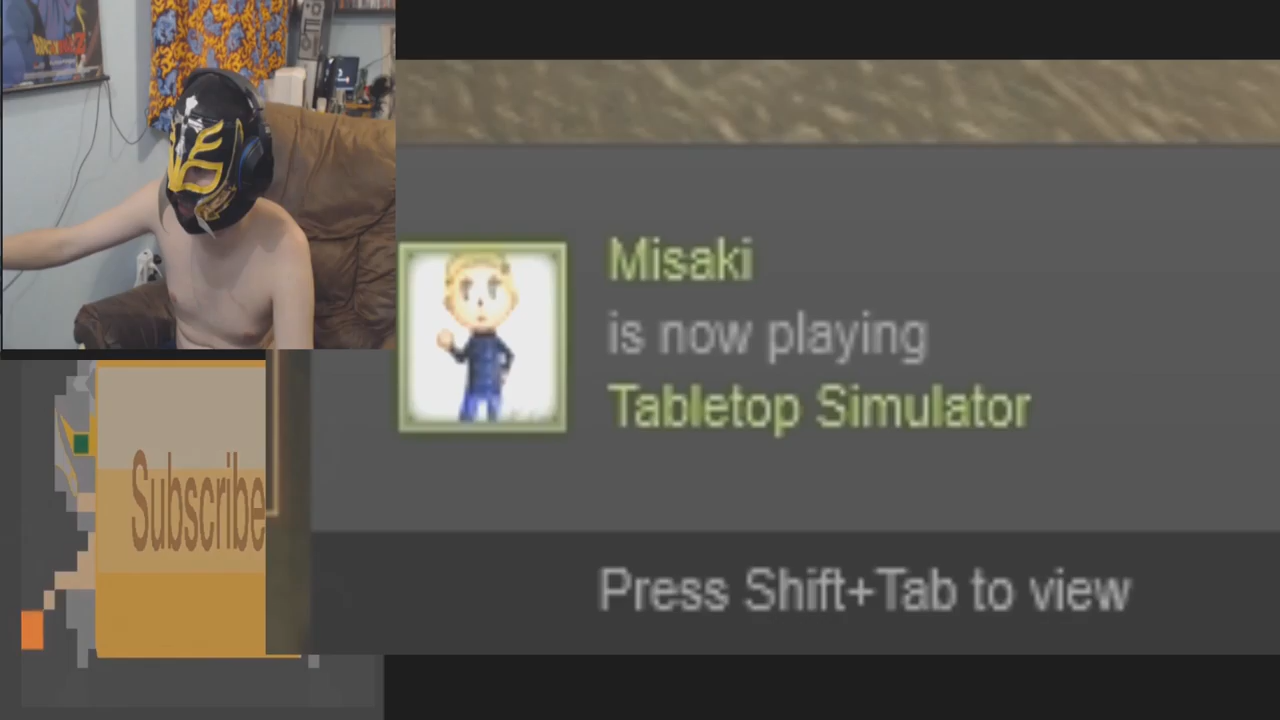 Misaki
is now playing
Tabletop Simulator
Subscribe
Press Shift+Tab to view